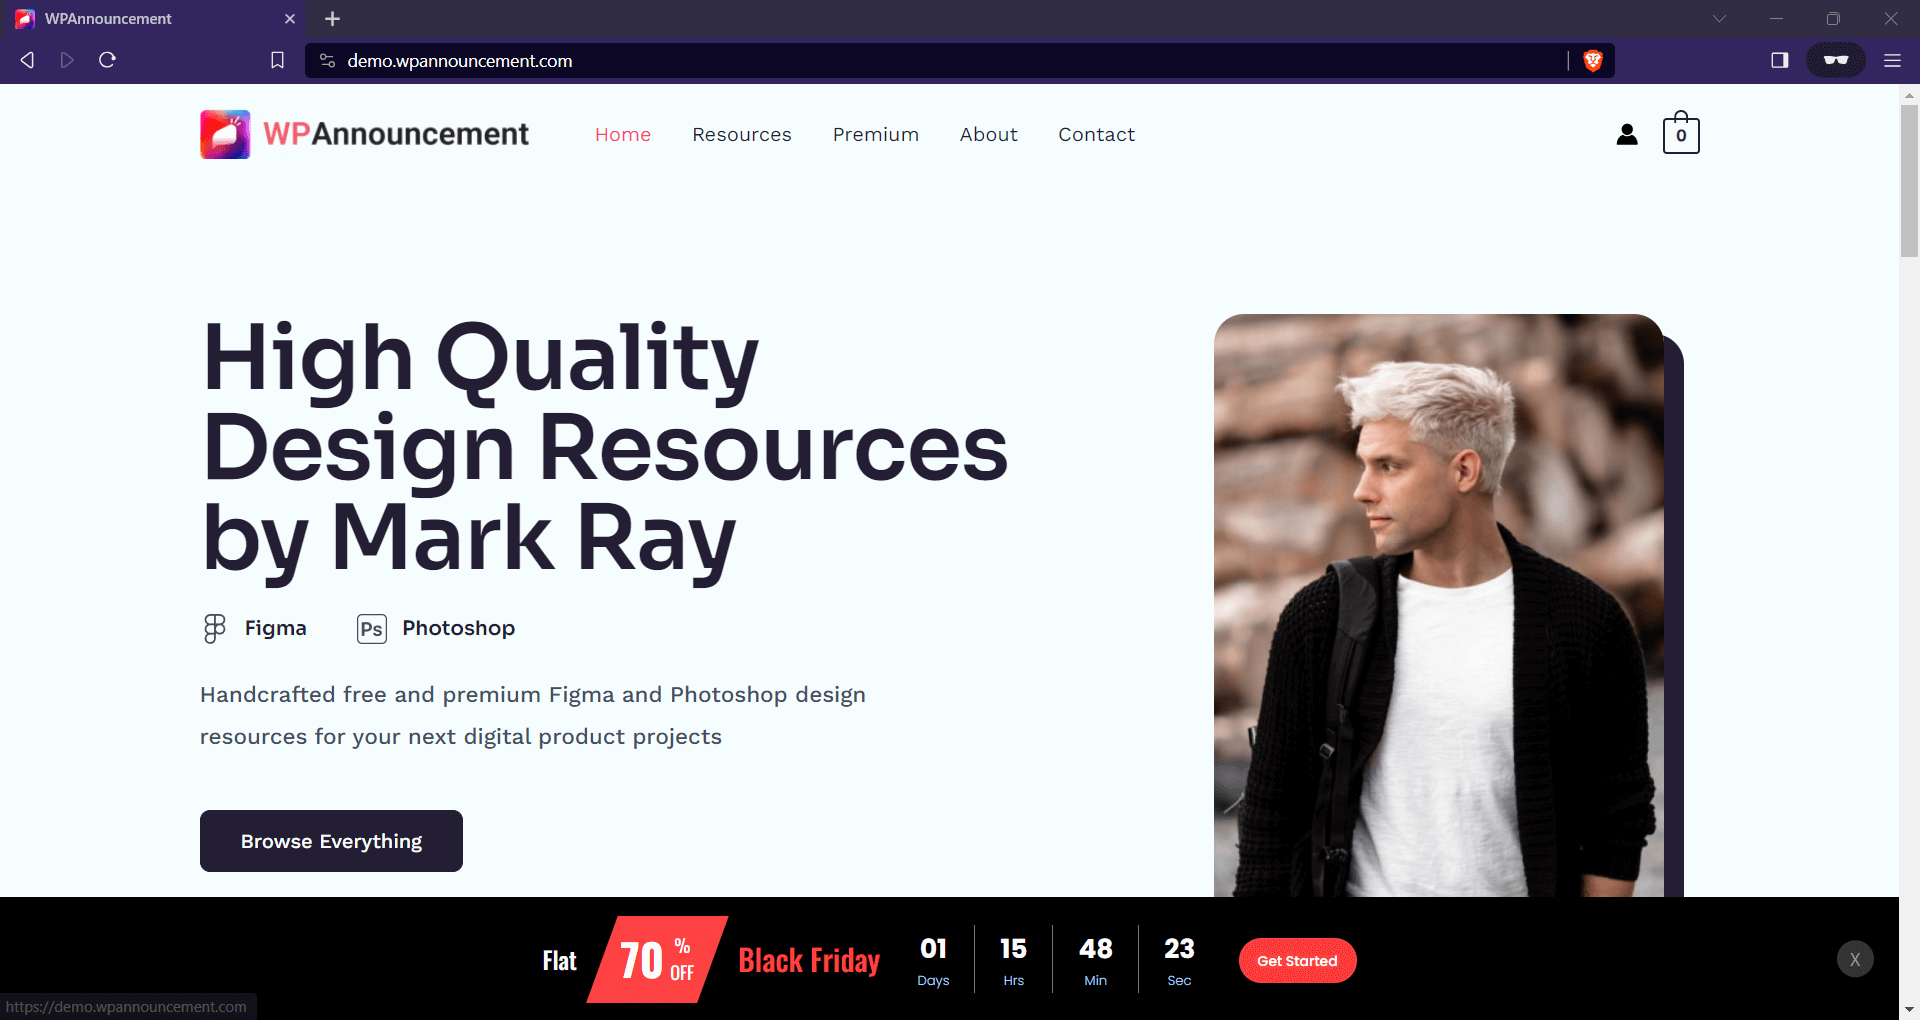 WPAnnouncement
demo.wpannouncement.com
WPAnnouncement
Home
Resources
Premium
About
Contact
0
High Quality
Design Resources
by Mark Ray
Figma
Ps
Photoshop
Handcrafted free and premium Figma and Photoshop design
resources for your next digital product projects
Browse Everything
Flat
70 % OFF
Black Friday
01 Days
15 Hrs
48 Min
23 Sec
Get Started
X
https://demo.wpannouncement.com